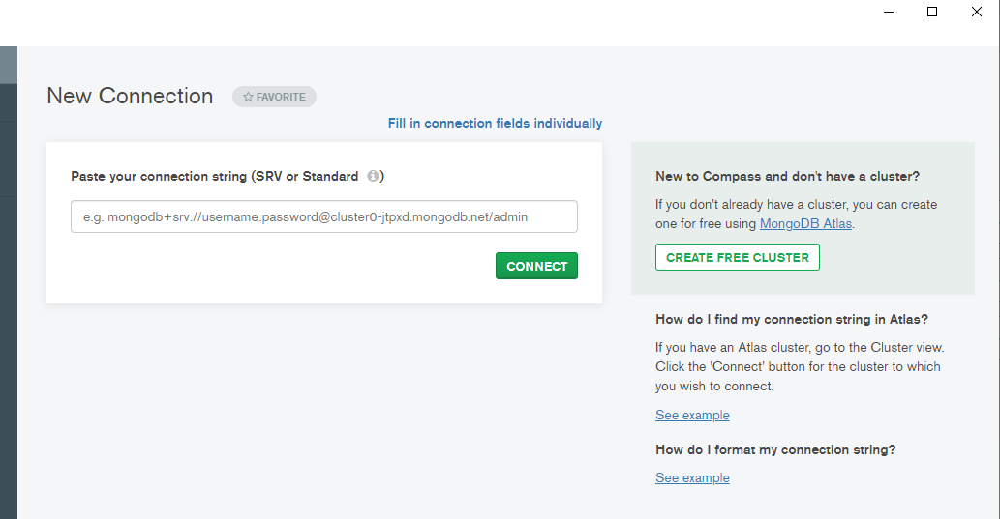 New Connection
FAVORITE
Fill in connection fields individually
Paste your connection string (SRV or Standard )
e.g. mongodb+srv://username:password@cluster0-jtpxd.mongodb.net/admin
CONNECT
New to Compass and don't have a cluster?
If you don't already have a cluster, you can create
one for free using MongoDB Atlas.
CREATE FREE CLUSTER
How do I find my connection string in Atlas?
If you have an Atlas cluster, go to the Cluster view.
Click the 'Connect' button for the cluster to which
you wish to connect.
See example
How do I format my connection string?
See example